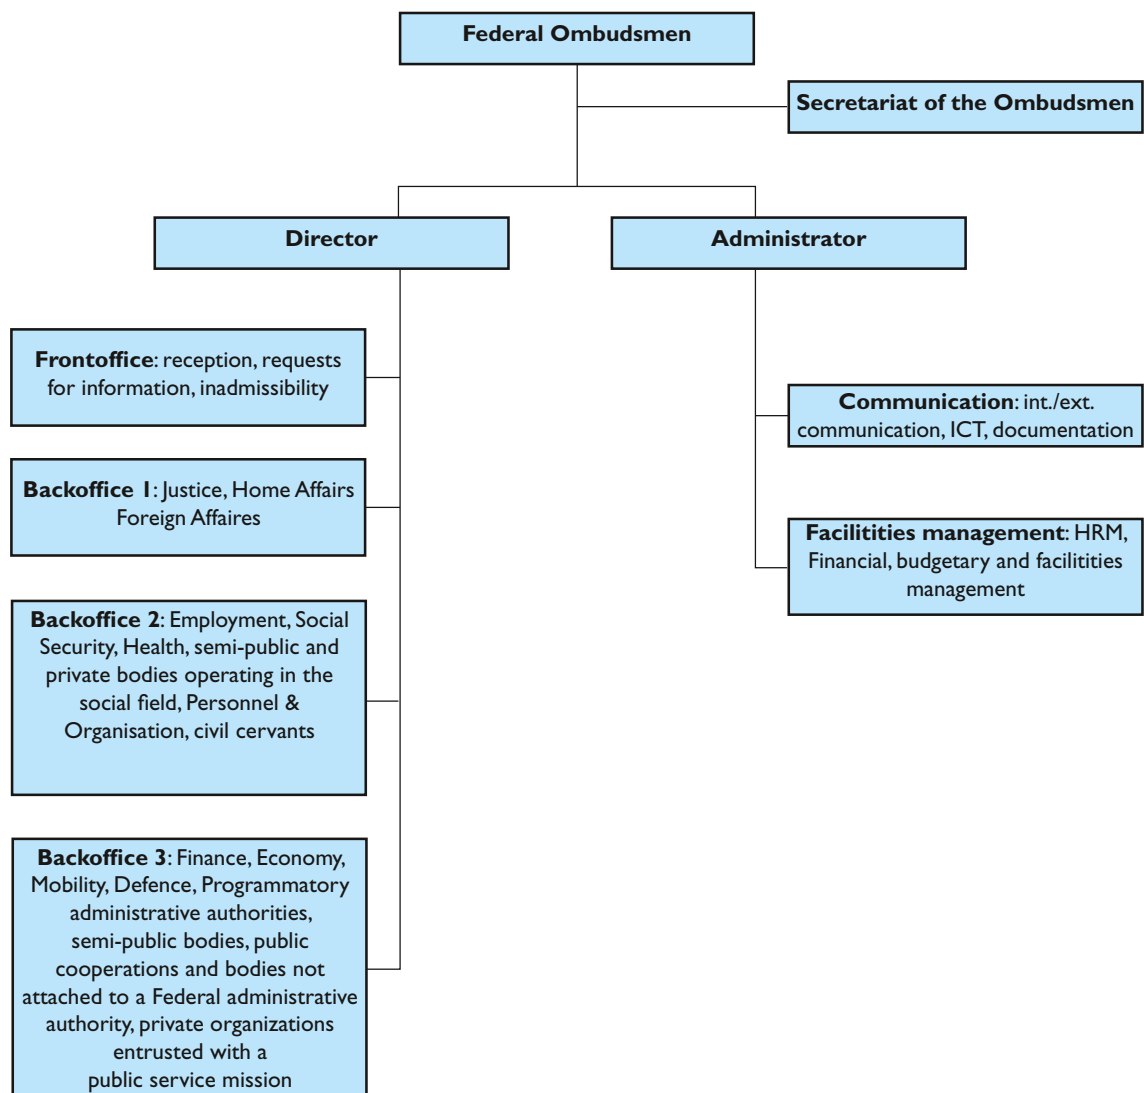 Federal Ombudsmen
Secretariat of the Ombudsmen
Director
Administrator
Frontoffice: reception, requests
for information, inadmissibility
Communication: int./ext.
communication, ICT, documentation
Backoffice 1: Justice, Home Affairs
Foreign Affaires
Facilitities management: HRM,
Financial, budgetary and facilitities
management
Backoffice 2: Employment, Social
Security, Health, semi-public and
private bodies operating in the
social field, Personnel &
Organisation, civil cervants
Backoffice 3: Finance, Economy,
Mobility, Defence, Programmatory
administrative authorities,
semi-public bodies, public
cooperations and bodies not
attached to a Federal administrative
authority, private organizations
entrusted with a
public service mission